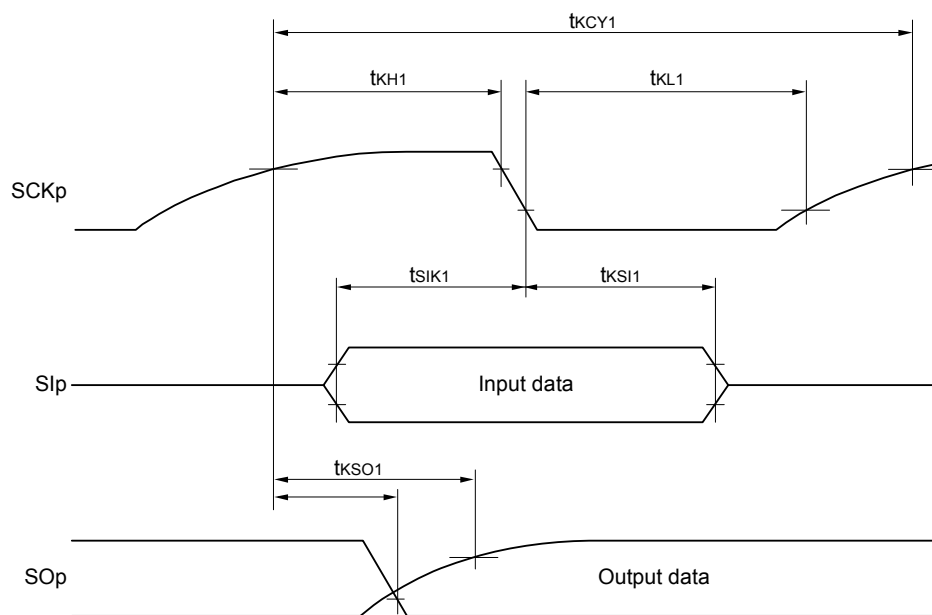 tKCY1
tKH1
tKL1
SCKp
tSIK1
tKSI1
SIp
Input data
tKSO1
SOp
Output data